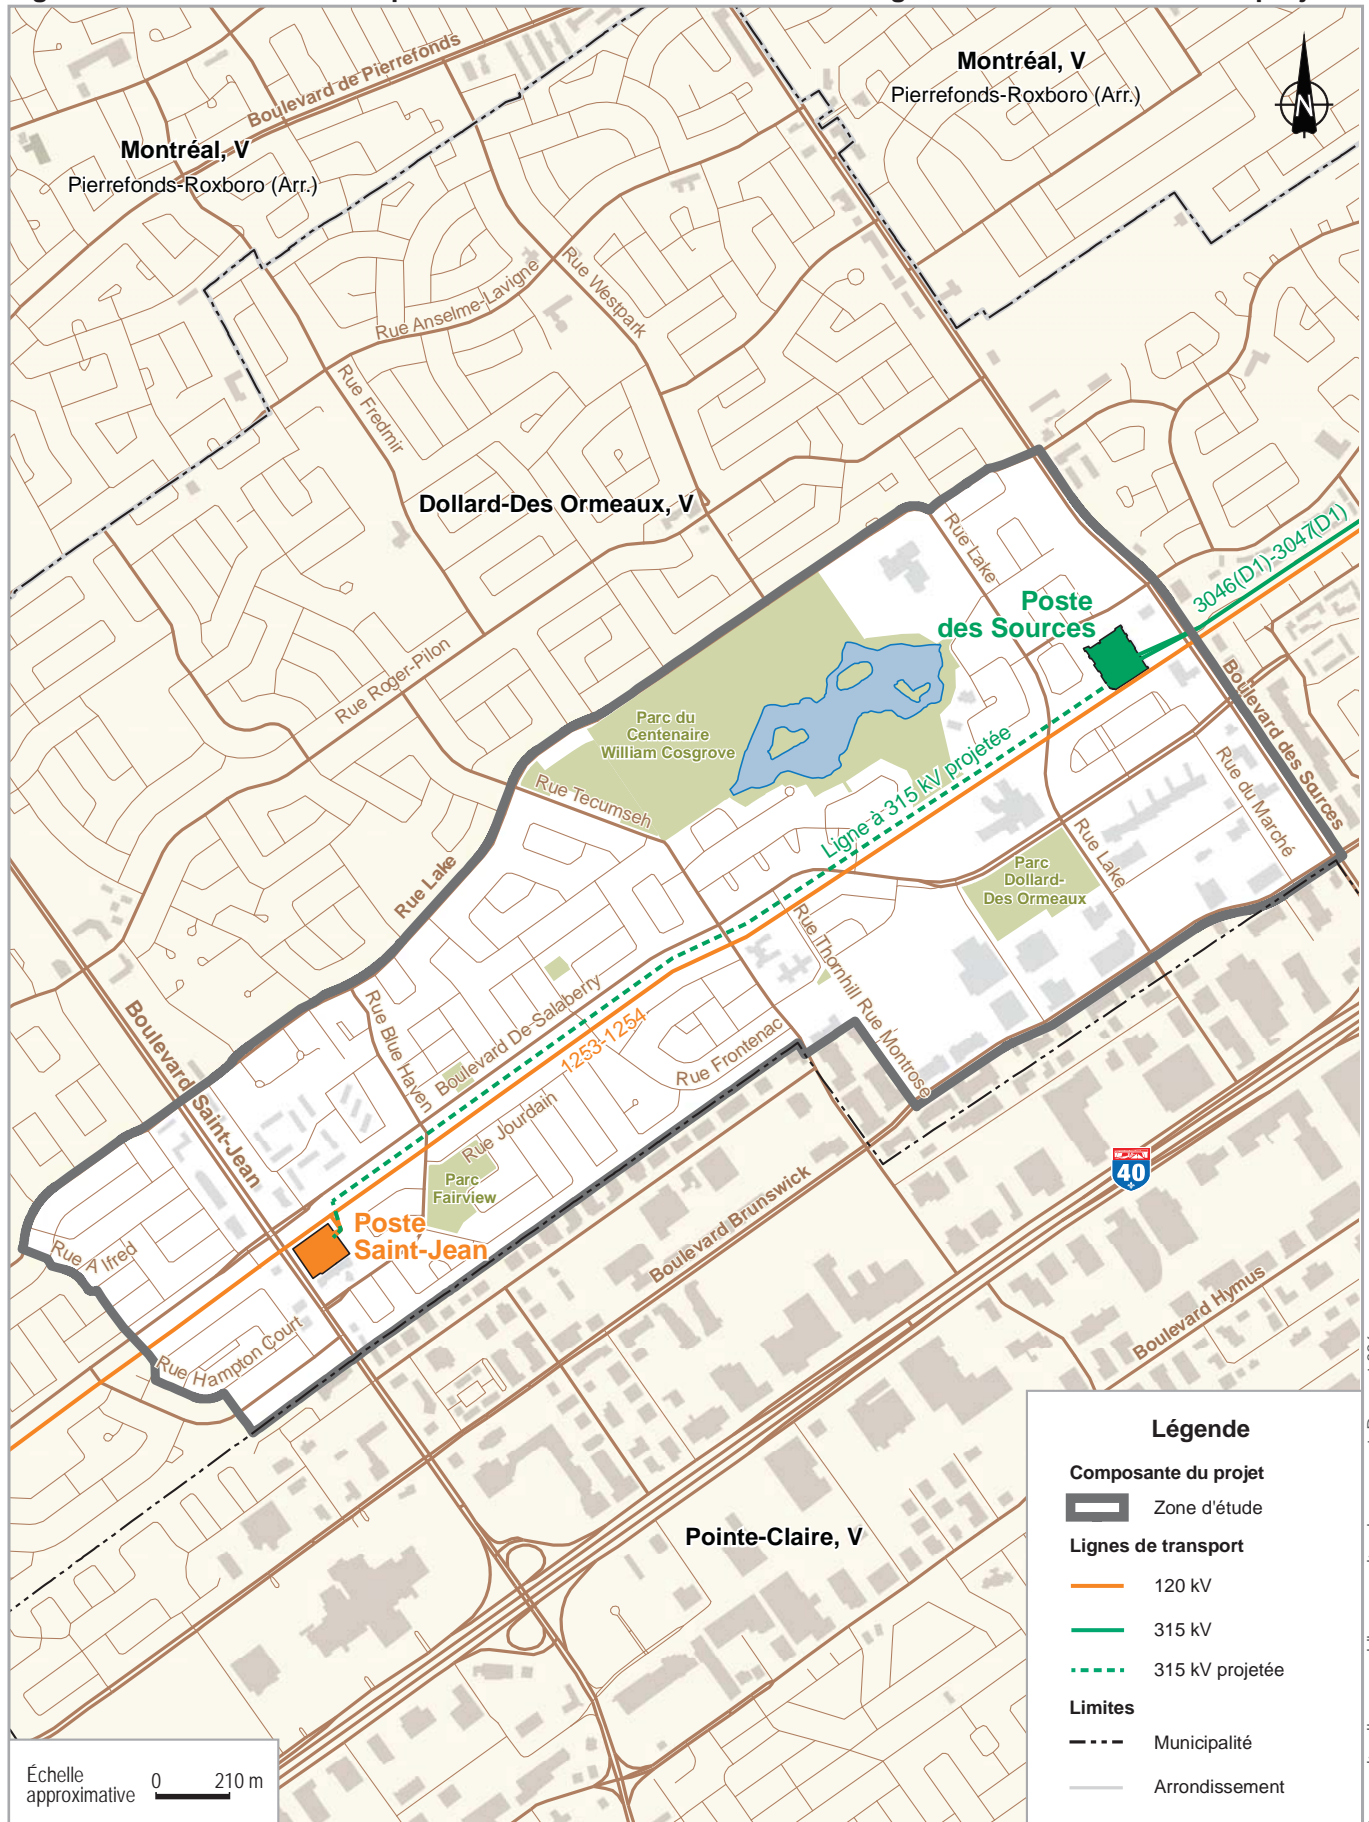 Montréal, V
Pierrefonds-Roxboro (Arr.)
N
Boulevard de Pierrefonds
Montréal, V
Pierrefonds-Roxboro (Arr.)
Rue Anselme-Lavigne
Rue Westpark
Rue Fredmir
Dollard-Des Ormeaux, V
Rue Lake
3046(D1)-3047(D1)
Poste
des Sources
Rue Roger-Pilon
Parc du
Centenaire
William Cosgrove
Boulevard des Sources
Rue Tecumseh
Ligne à 315 kV projetée
Rue du Marché
Rue Lake
Rue Lake
Parc
Dollard-
Des Ormeaux
Rue Thornhill
Rue Montrose
Boulevard Saint-Jean
Rue Blue Haven
Boulevard De Salaberry
1253-1254
Rue Frontenac
Rue Jourdain
Parc
Fairview
40
Boulevard Brunswick
Poste
Saint-Jean
Rue A lfred
Rue Hampton Court
Boulevard Hymus
Pointe-Claire, V
Légende
Composante du projet
Zone d'étude
Lignes de transport
120 kV
315 kV
315 kV projetée
Limites
Municipalité
Arrondissement
Échelle
approximative
0 210 m